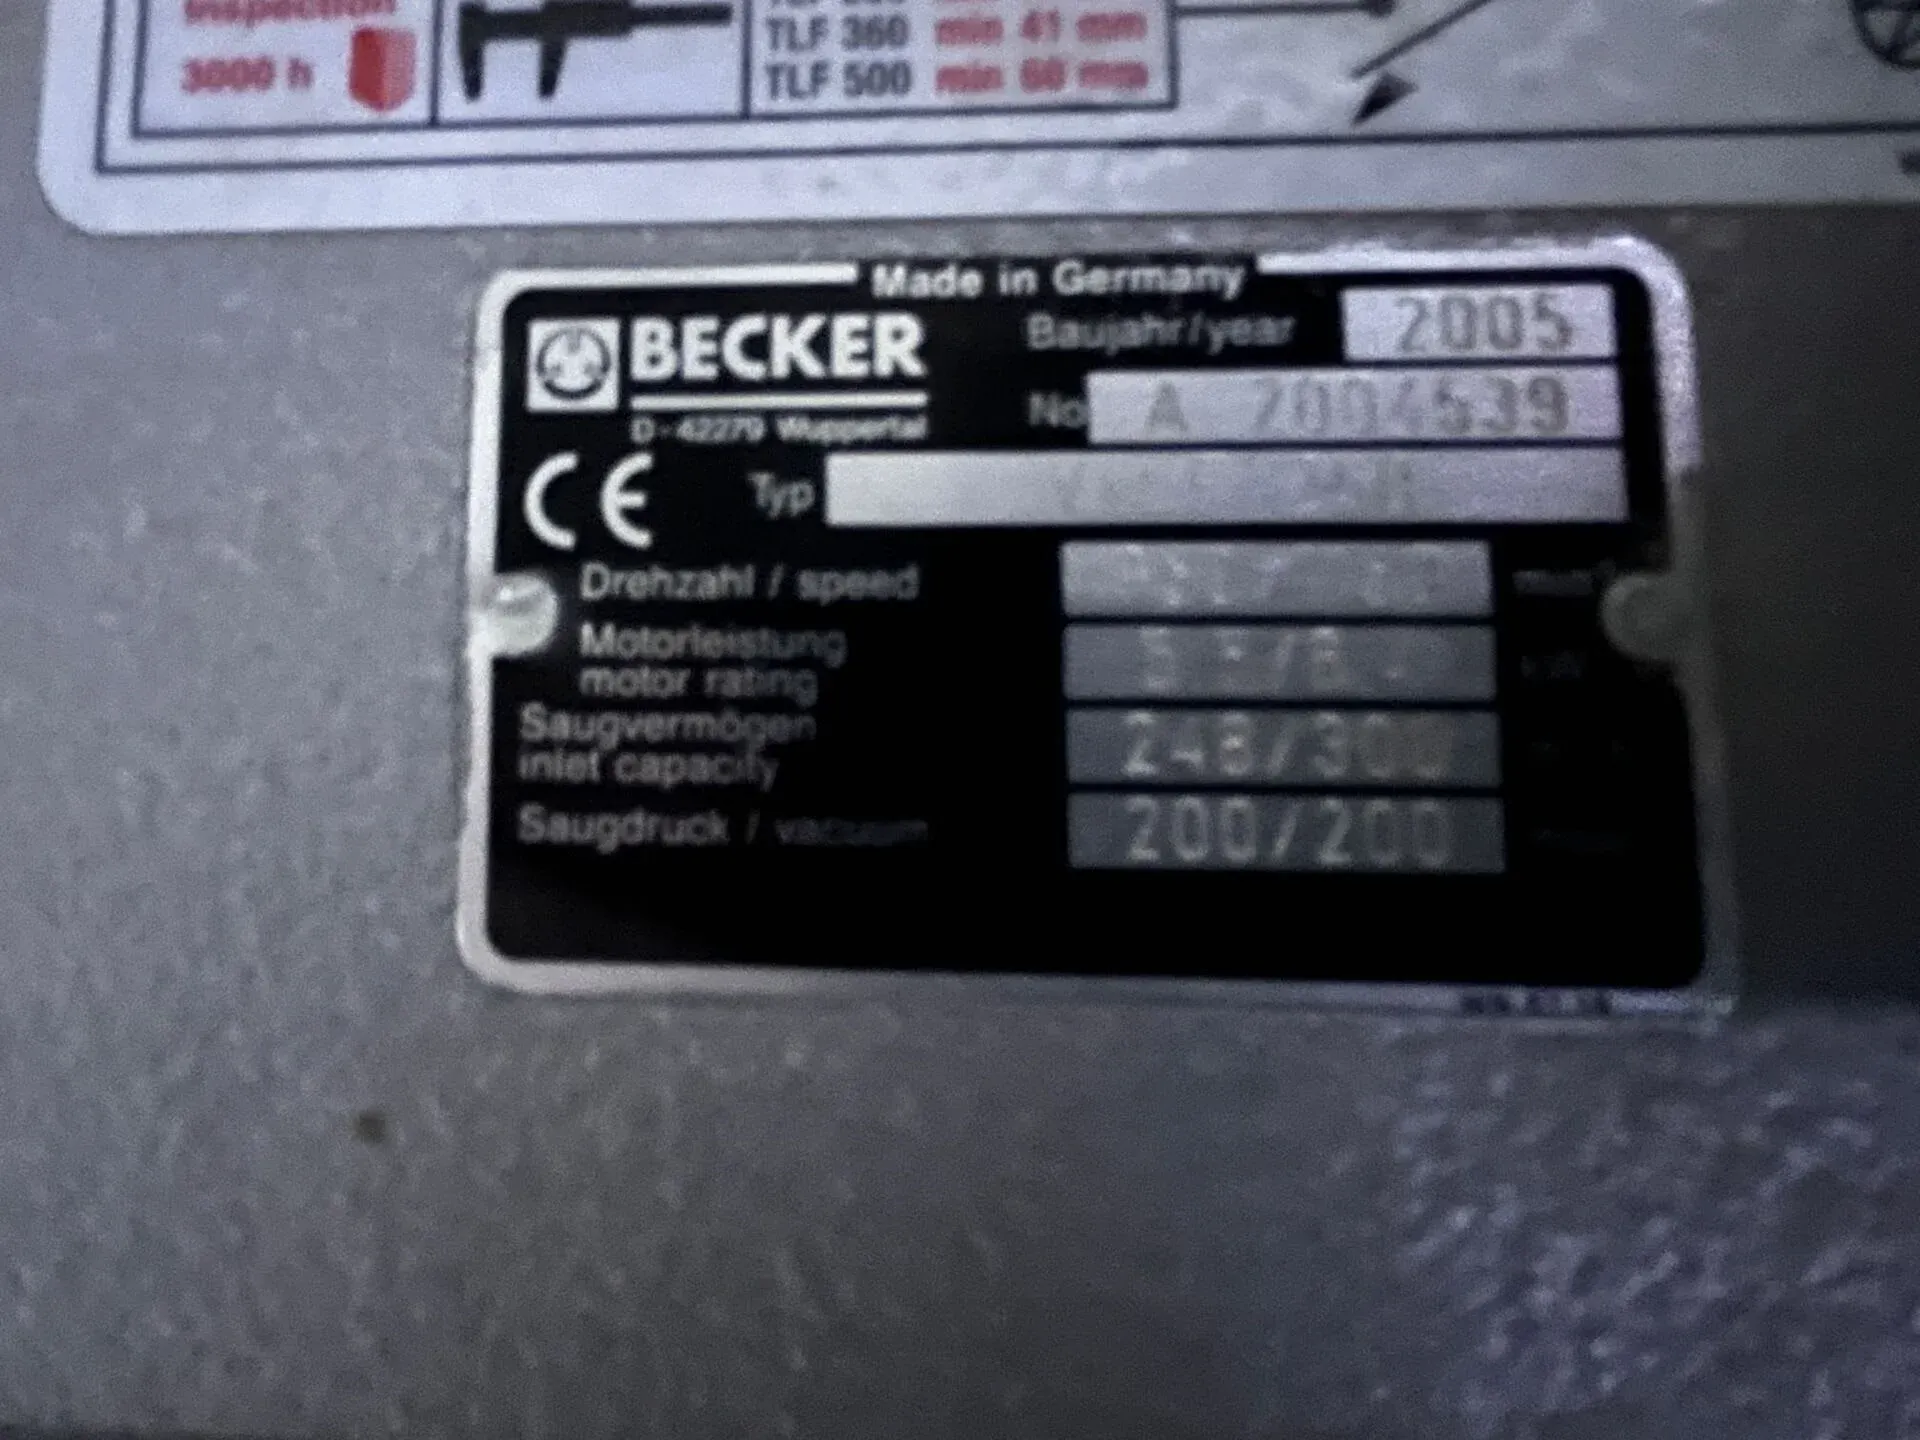 Inspection
3000 h
TLF 360 min 41 mm
TLF 500 min 60 mm
Made in Germany
BECKER
D-42279 Wuppertal
Baujahr/year 2005
No A 2004539
CE Typ
Drehzahl / speed
Motorleistung
motor rating
Saugvermögen
inlet capacity 248/300
Saugdruck / vacuum 200/200